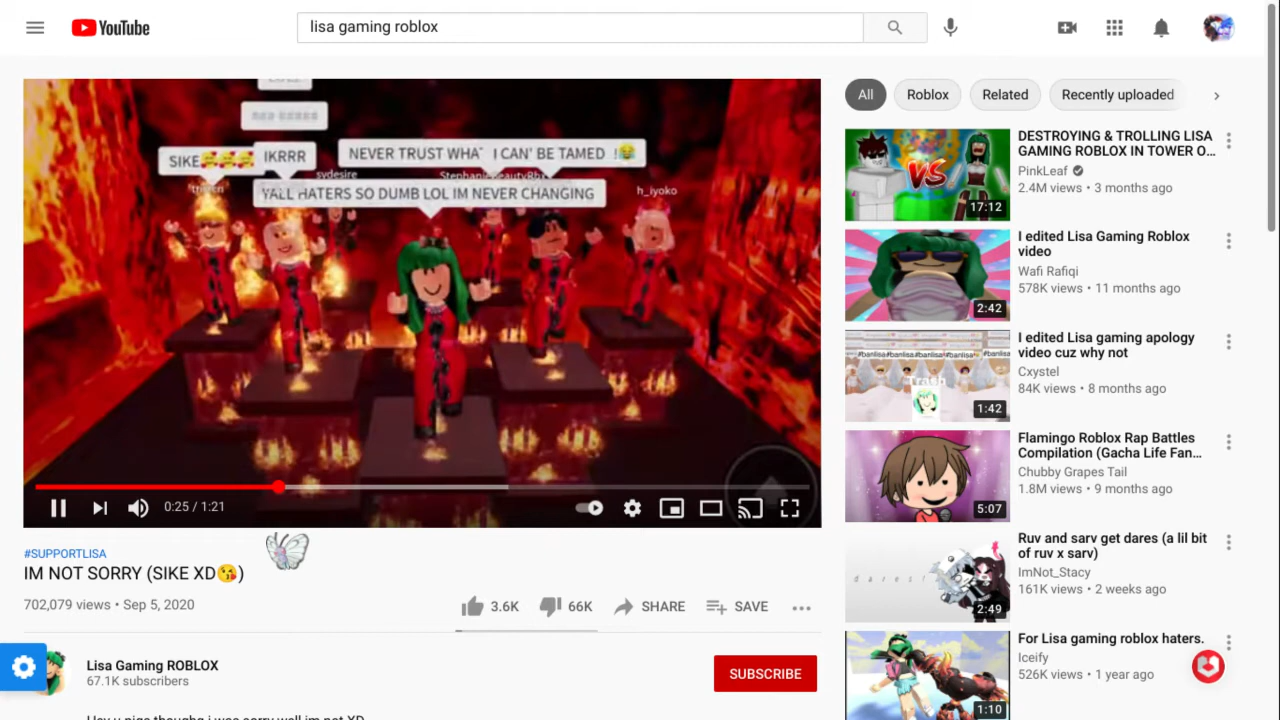 YouTube
lisa gaming roblox
SIKE🥰🥰🥰
IKRRR
NEVER TRUST WHA
I CAN' BE TAMED !😭
sydesire
YALL HATERS SO DUMB LOL IM NEVER CHANGING
h_iyoko
0:25 / 1:21
#SUPPORTLISA
IM NOT SORRY (SIKE XD😘)
702,079 views • Sep 5, 2020
3.6K
66K
SHARE
SAVE
Lisa Gaming ROBLOX
67.1K subscribers
SUBSCRIBE
All
Roblox
Related
Recently uploaded
VS
17:12
DESTROYING & TROLLING LISA
GAMING ROBLOX IN TOWER O...
PinkLeaf
2.4M views • 3 months ago
2:42
I edited Lisa Gaming Roblox
video
Wafi Rafiqi
578K views • 11 months ago
#banlisa#banlisa#banlisa#banlisa
1:42
I edited Lisa gaming apology
video cuz why not
Cxystel
84K views • 8 months ago
5:07
Flamingo Roblox Rap Battles
Compilation (Gacha Life Fan...
Chubby Grapes Tail
1.8M views • 9 months ago
2:49
Ruv and sarv get dares (a lil bit
of ruv x sarv)
ImNot_Stacy
161K views • 2 weeks ago
1:10
For Lisa gaming roblox haters.
Iceify
526K views • 1 year ago